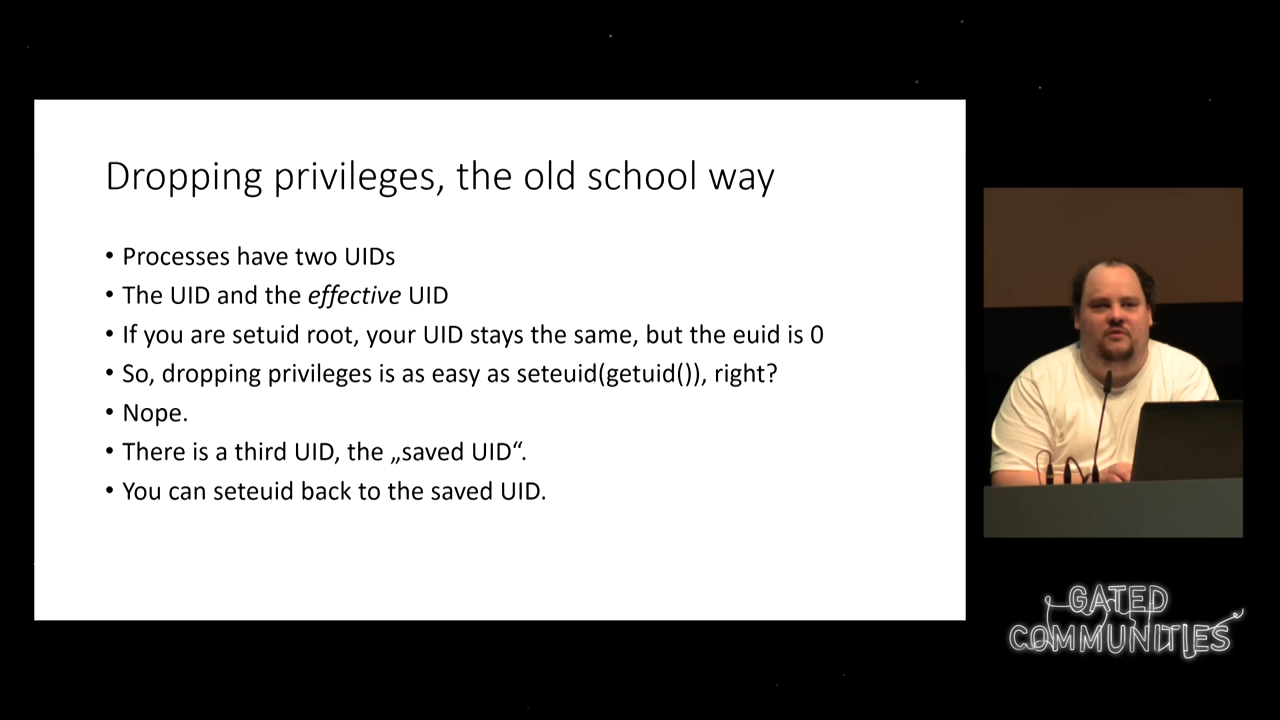 Dropping privileges, the old school way
• Processes have two UIDs
• The UID and the effective UID
• If you are setuid root, your UID stays the same, but the euid is 0
• So, dropping privileges is as easy as seteuid(getuid()), right?
• Nope.
• There is a third UID, the „saved UID“.
• You can seteuid back to the saved UID.
GATED
COMMUNITIES